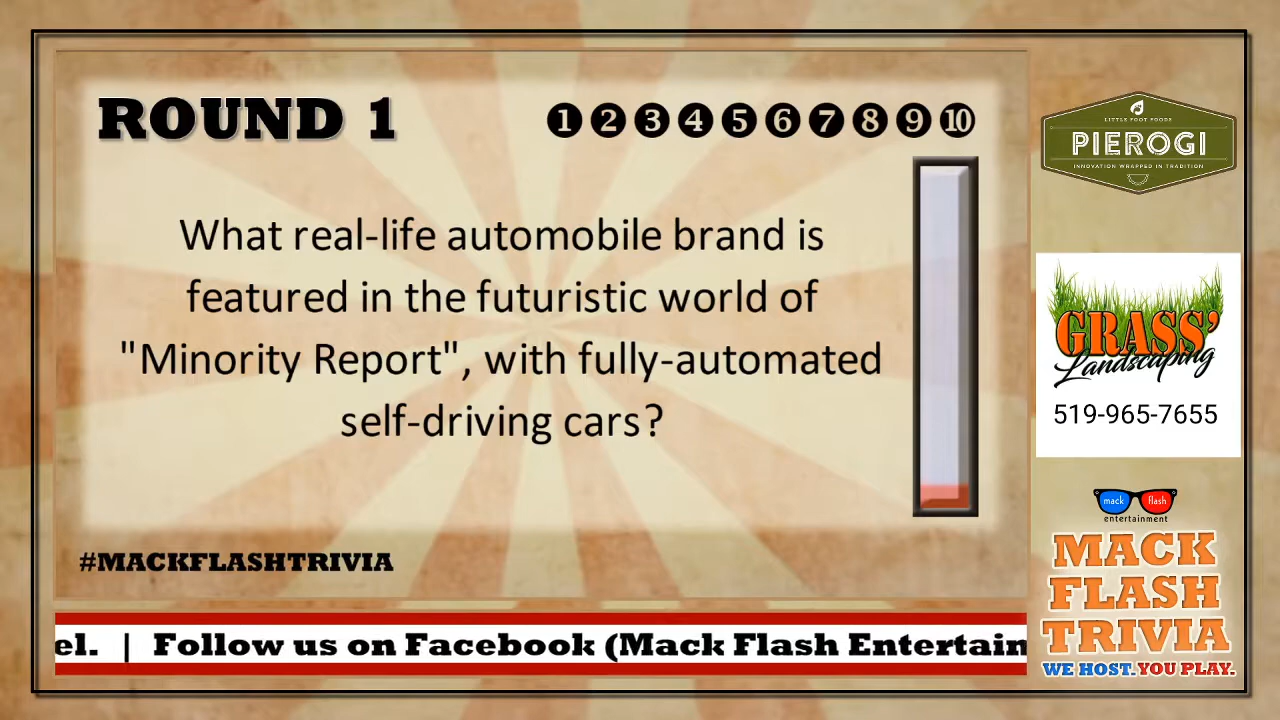 ROUND 1
1 2 3 4 5 6 7 8 9 10
What real-life automobile brand is
featured in the futuristic world of
"Minority Report", with fully-automated
self-driving cars?
#MACKFLASHTRIVIA
el. | Follow us on Facebook (Mack Flash Entertain
LITTLE FOOT FOODS
PIEROGI
INNOVATION WRAPPED IN TRADITION
GRASS'
Landscaping
519-965-7655
mack flash
entertainment
MACK
FLASH
TRIVIA
WE HOST. YOU PLAY.